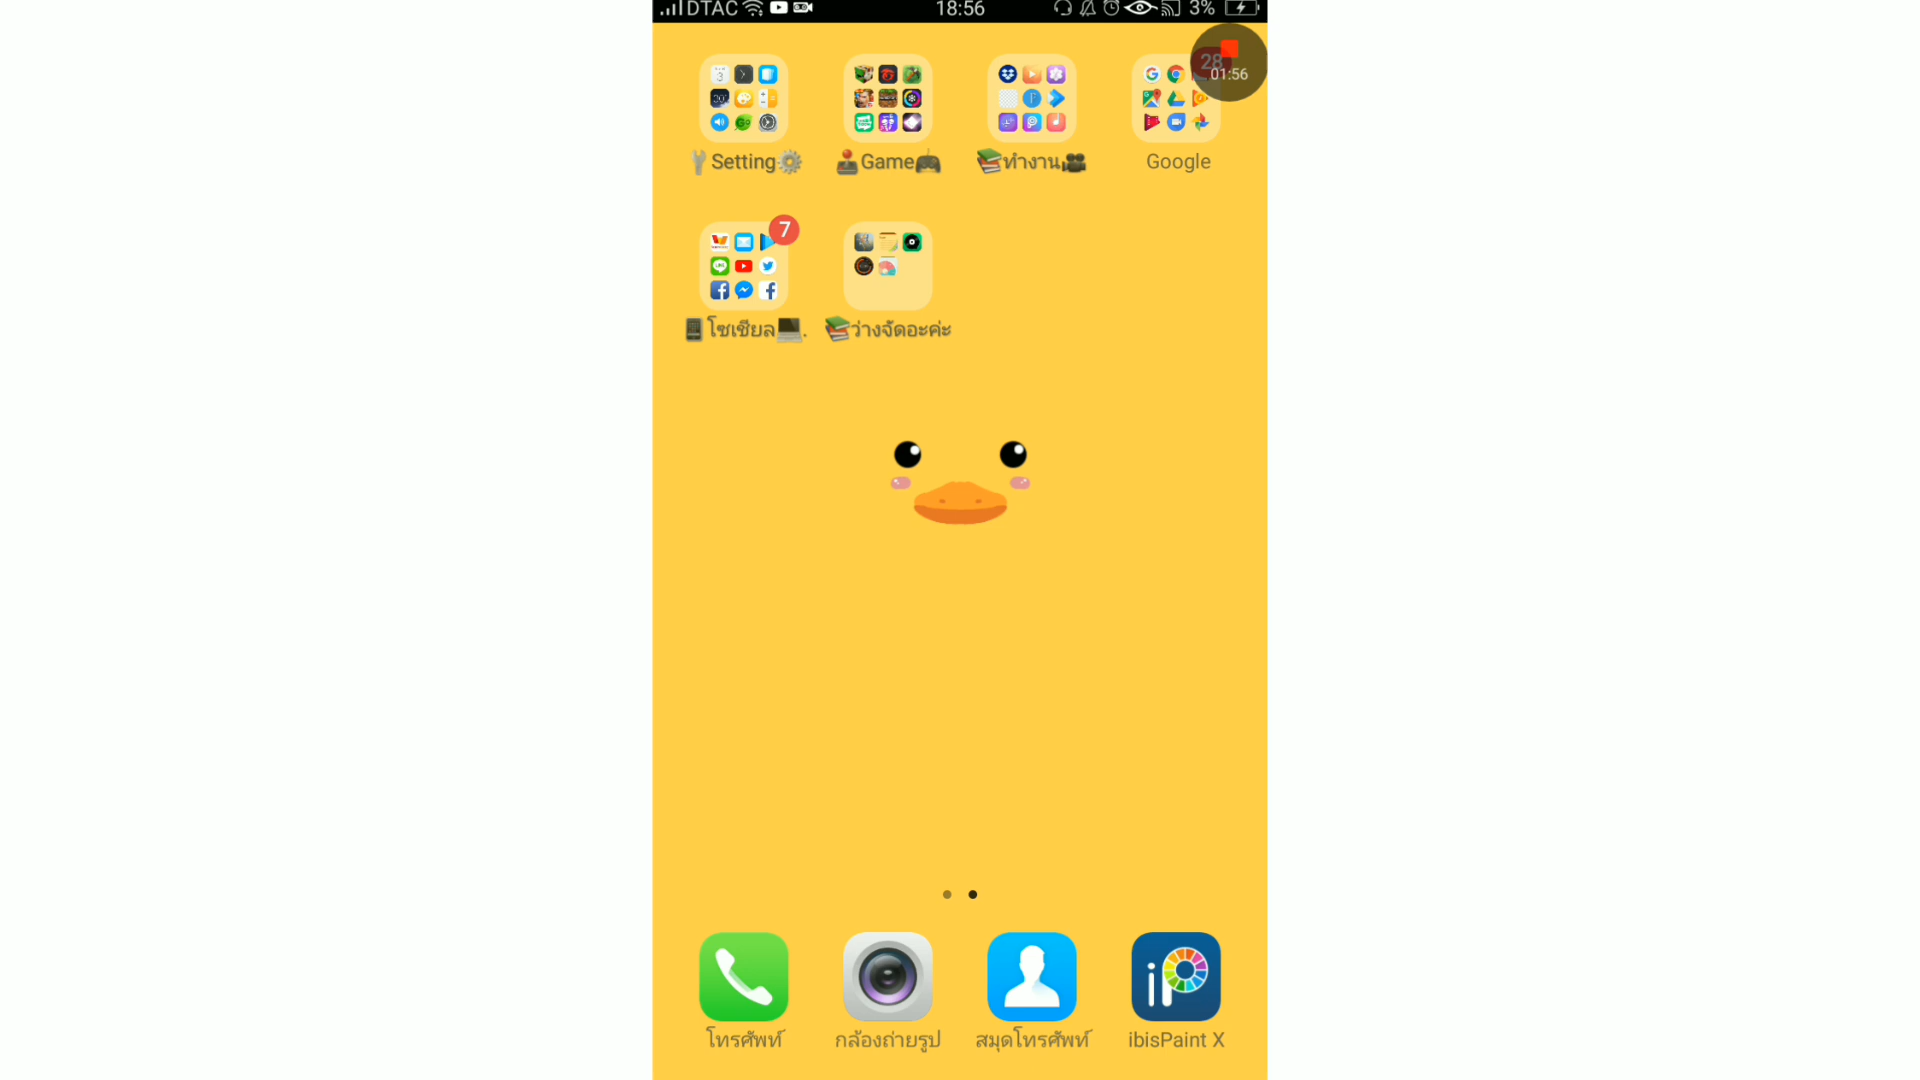 DTAC 18:56 3%
28
01:56
Setting Game ทำงาน Google
7
โซเชียล . ว่างจัดอะค่ะ
โทรศัพท์ กล้องถ่ายรูป สมุดโทรศัพท์ ibisPaint X